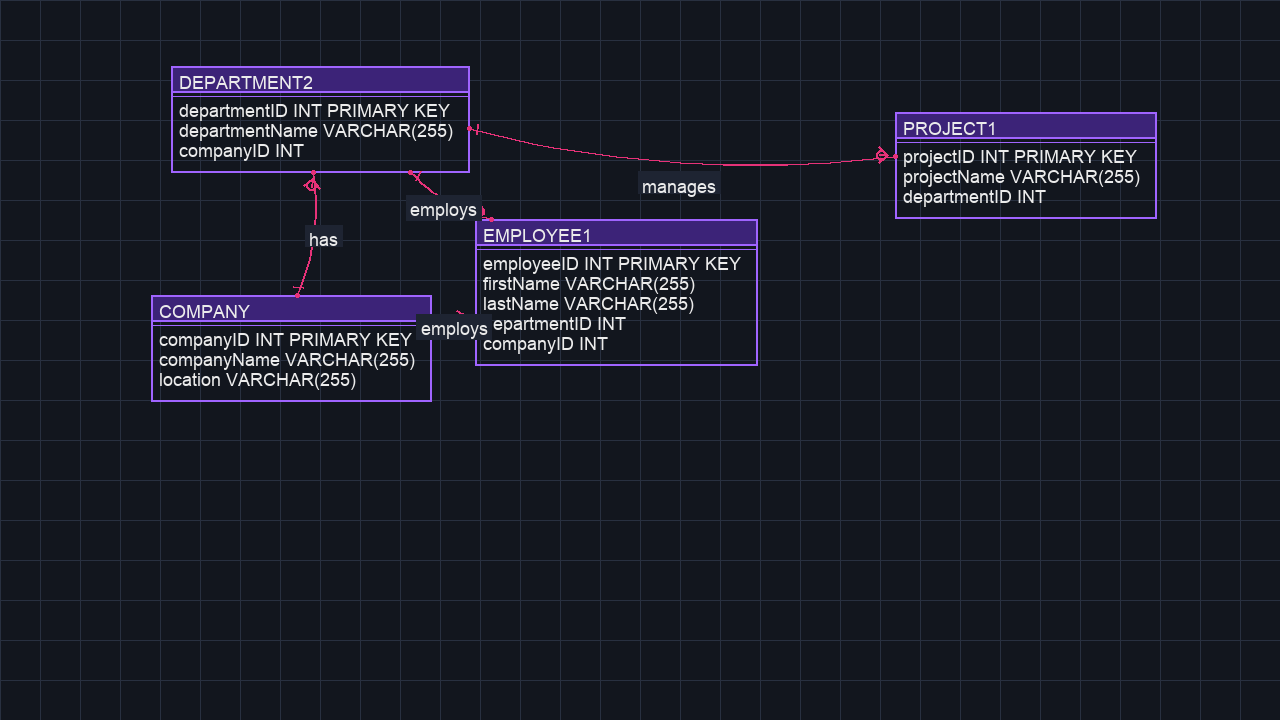 DEPARTMENT2
departmentID INT PRIMARY KEY
departmentName VARCHAR(255)
companyID INT
PROJECT1
projectID INT PRIMARY KEY
projectName VARCHAR(255)
departmentID INT
manages
employs
has
EMPLOYEE1
employeeID INT PRIMARY KEY
firstName VARCHAR(255)
lastName VARCHAR(255)
epartmentID INT
companyID INT
employs
COMPANY
companyID INT PRIMARY KEY
companyName VARCHAR(255)
location VARCHAR(255)